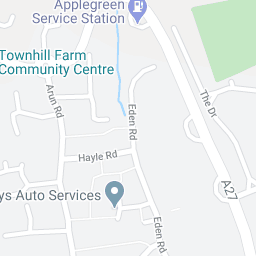 Applegreen
Service Station
Townhill Farm
Community Centre
Arun Rd
Eden Rd
The Dr
Hayle Rd
A27
ys Auto Services
Eden Rd